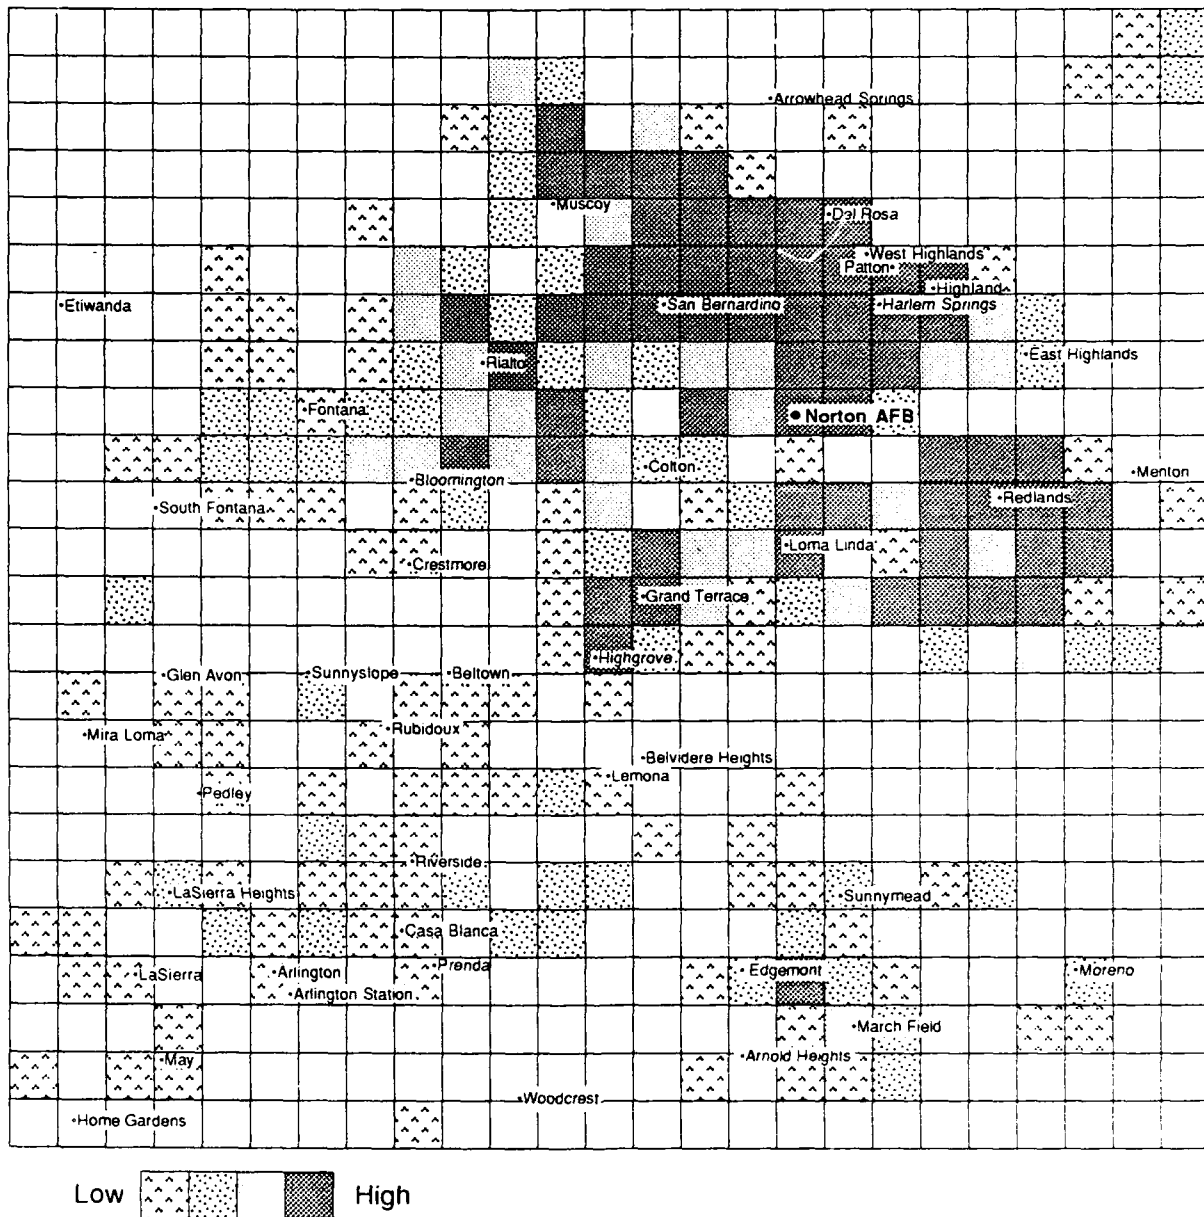 Arrowhead Springs
Muscoy
Del Rosa
West Highlands
Patton
Highland
Etiwanda
San Bernardino
Harlem Springs
Rialto
East Highlands
Fontana
Norton AFB
Colton
Menton
Bloomington
Redlands
South Fontana
Loma Linda
Crestmore
Grand Terrace
Highgrove
Glen Avon
Sunnyslope
Beltown
Rubidoux
Mira Loma
Belvidere Heights
Lemona
Pedley
Riverside
LaSierra Heights
Sunnymead
Casa Blanca
Prenda
LaSierra
Arlington
Edgemont
Moreno
Arlington Station
March Field
May
Arnold Heights
Woodcrest
Home Gardens
Low
High